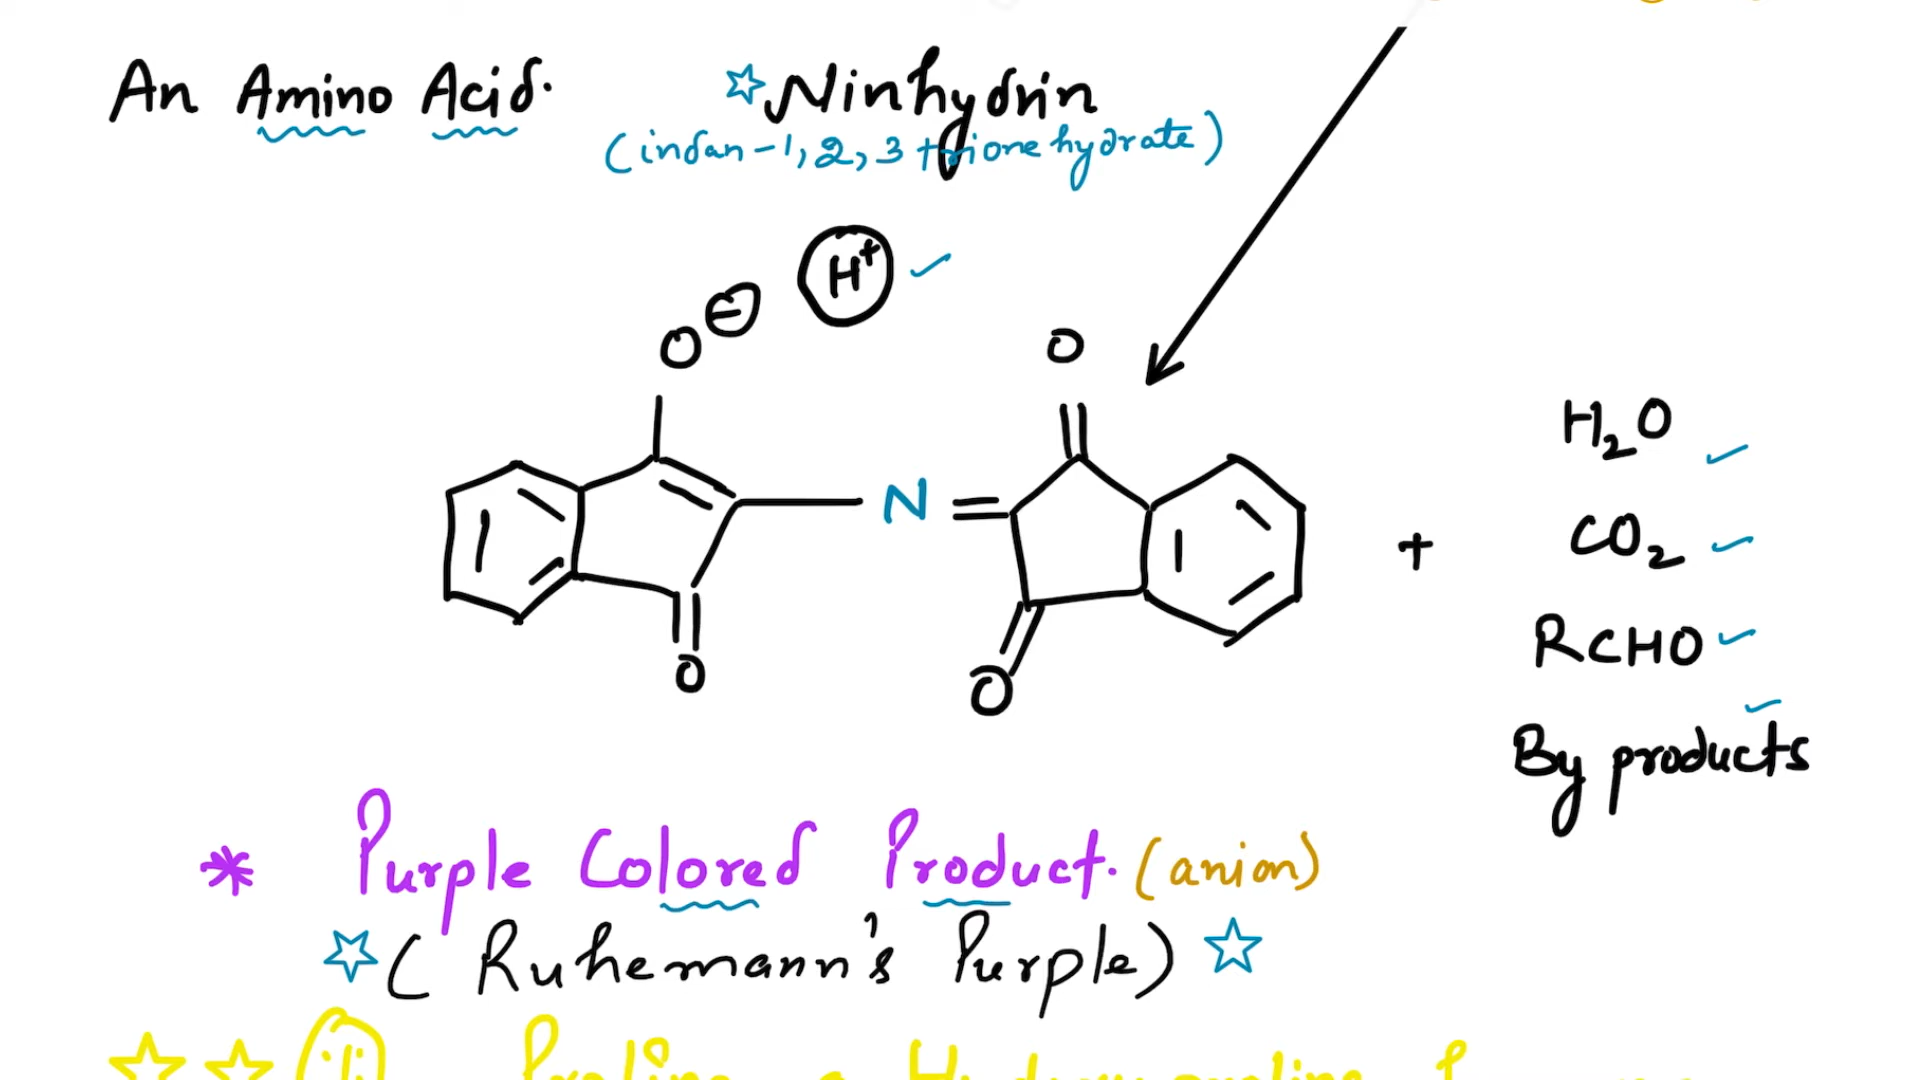 An Amino Acid. ☆Ninhydrin
(indan-1,2,3 trione hydrate)
H⁺ ✓
O⊖
O
H₂O ✓
N
+
CO₂ ✓
RCHO ✓
O
O
By products
* Purple Colored Product. (anion)
☆( Ruhemann's Purple) ☆